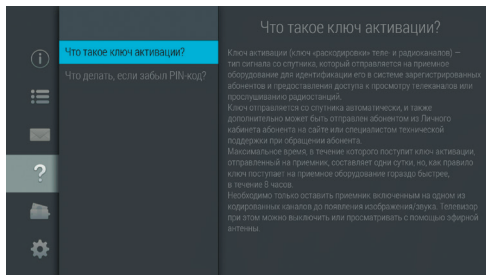 Что такое ключ активации?
Что такое ключ активации?
Что делать, если забыл PIN-код?
Ключ активации (ключ «раскодировки» теле- и радиоканалов) —
тип сигнала со спутника, который отправляется на приемное
оборудование для идентификации его в системе зарегистрированных
абонентов и предоставления доступа к просмотру телеканалов или
прослушиванию радиостанций.
Ключ отправляется со спутника автоматически, и также
дополнительно может быть отправлен абонентом из Личного
кабинета абонента на сайте или специалистом технической
поддержки при обращении абонента.
Максимальное время, в течение которого поступит ключ активации,
отправленный на приемник, составляет одни сутки, но, как правило
ключ поступает на приемное оборудование гораздо быстрее,
в течение 8 часов.
Необходимо только оставить приемник включенным на одном из
кодированных каналов до появления изображения/звука. Телевизор
при этом можно выключить или просматривать с помощью эфирной
антенны.